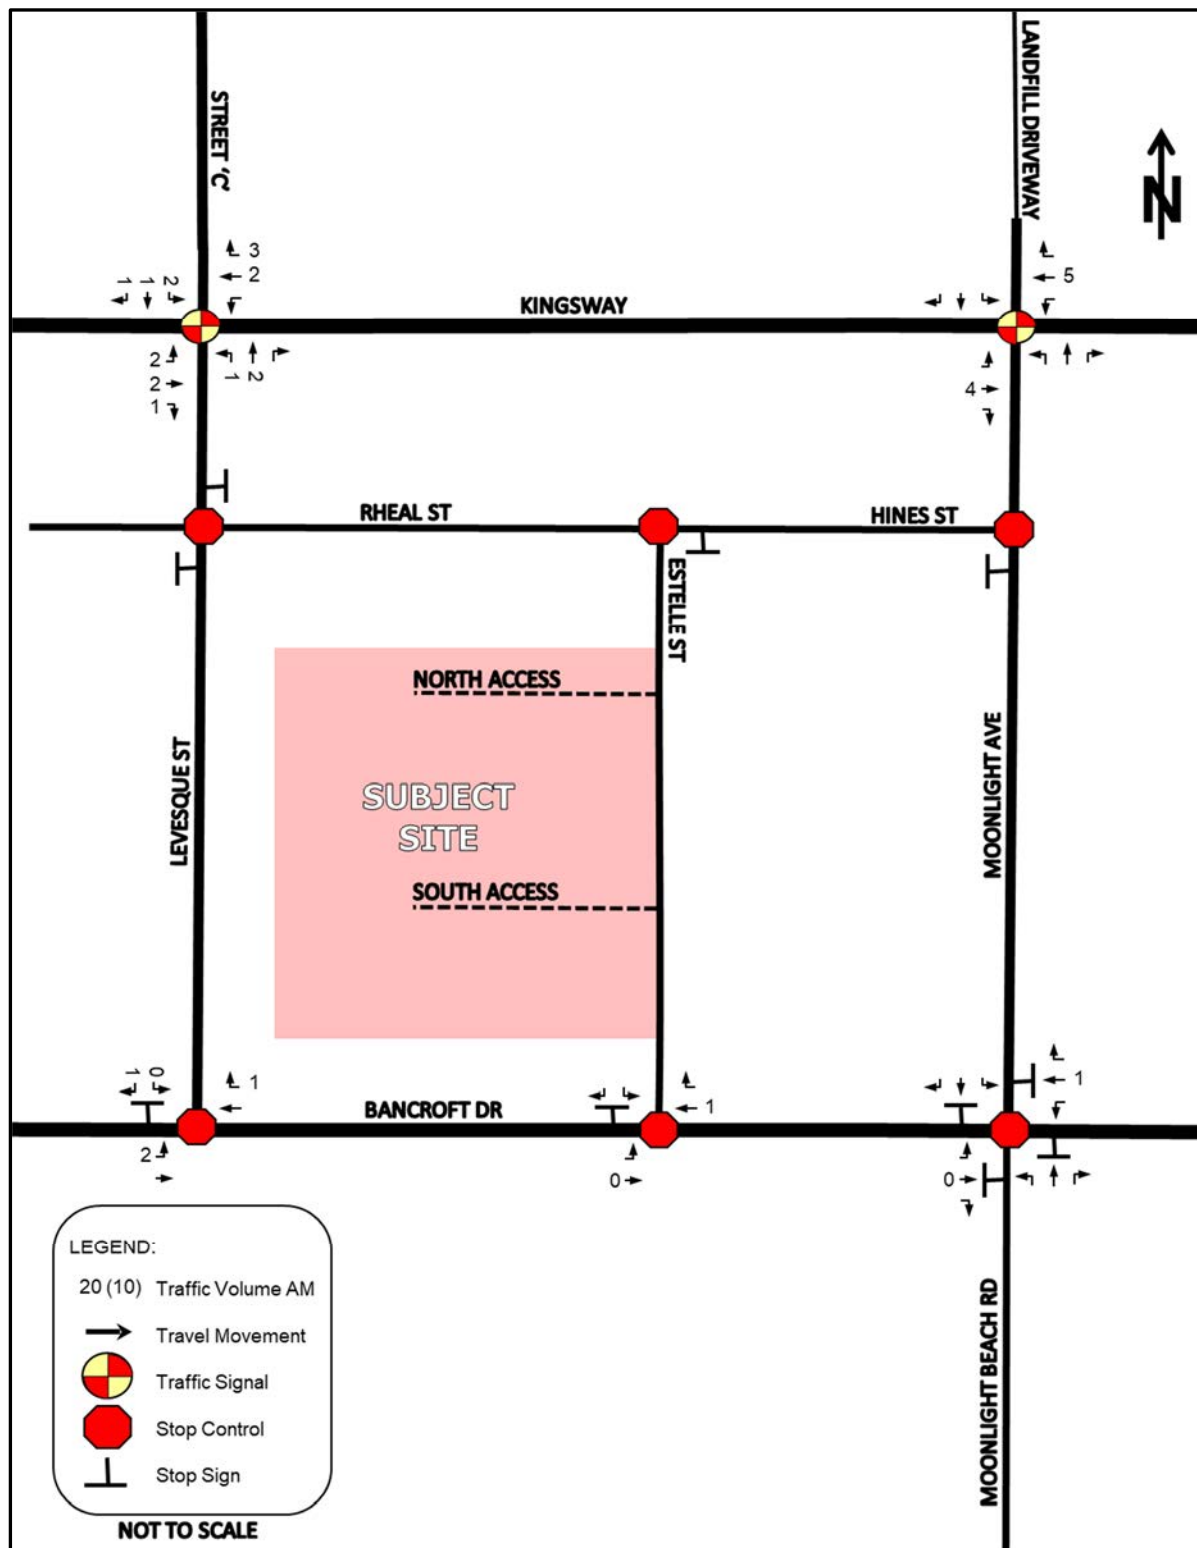 STREET 'C'
LANDFILL DRIVEWAY
N
3
2
1 1 2
KINGSWAY
5
2
2
1
1 2
4
RHEAL ST
HINES ST
ESTELLE ST
NORTH ACCESS
LEVESQUE ST
SUBJECT
SITE
MOONLIGHT AVE
SOUTH ACCESS
1 0
1
BANCROFT DR
1
1
2
0
0
MOONLIGHT BEACH RD
LEGEND:
20 (10) Traffic Volume AM
Travel Movement
Traffic Signal
Stop Control
Stop Sign
NOT TO SCALE